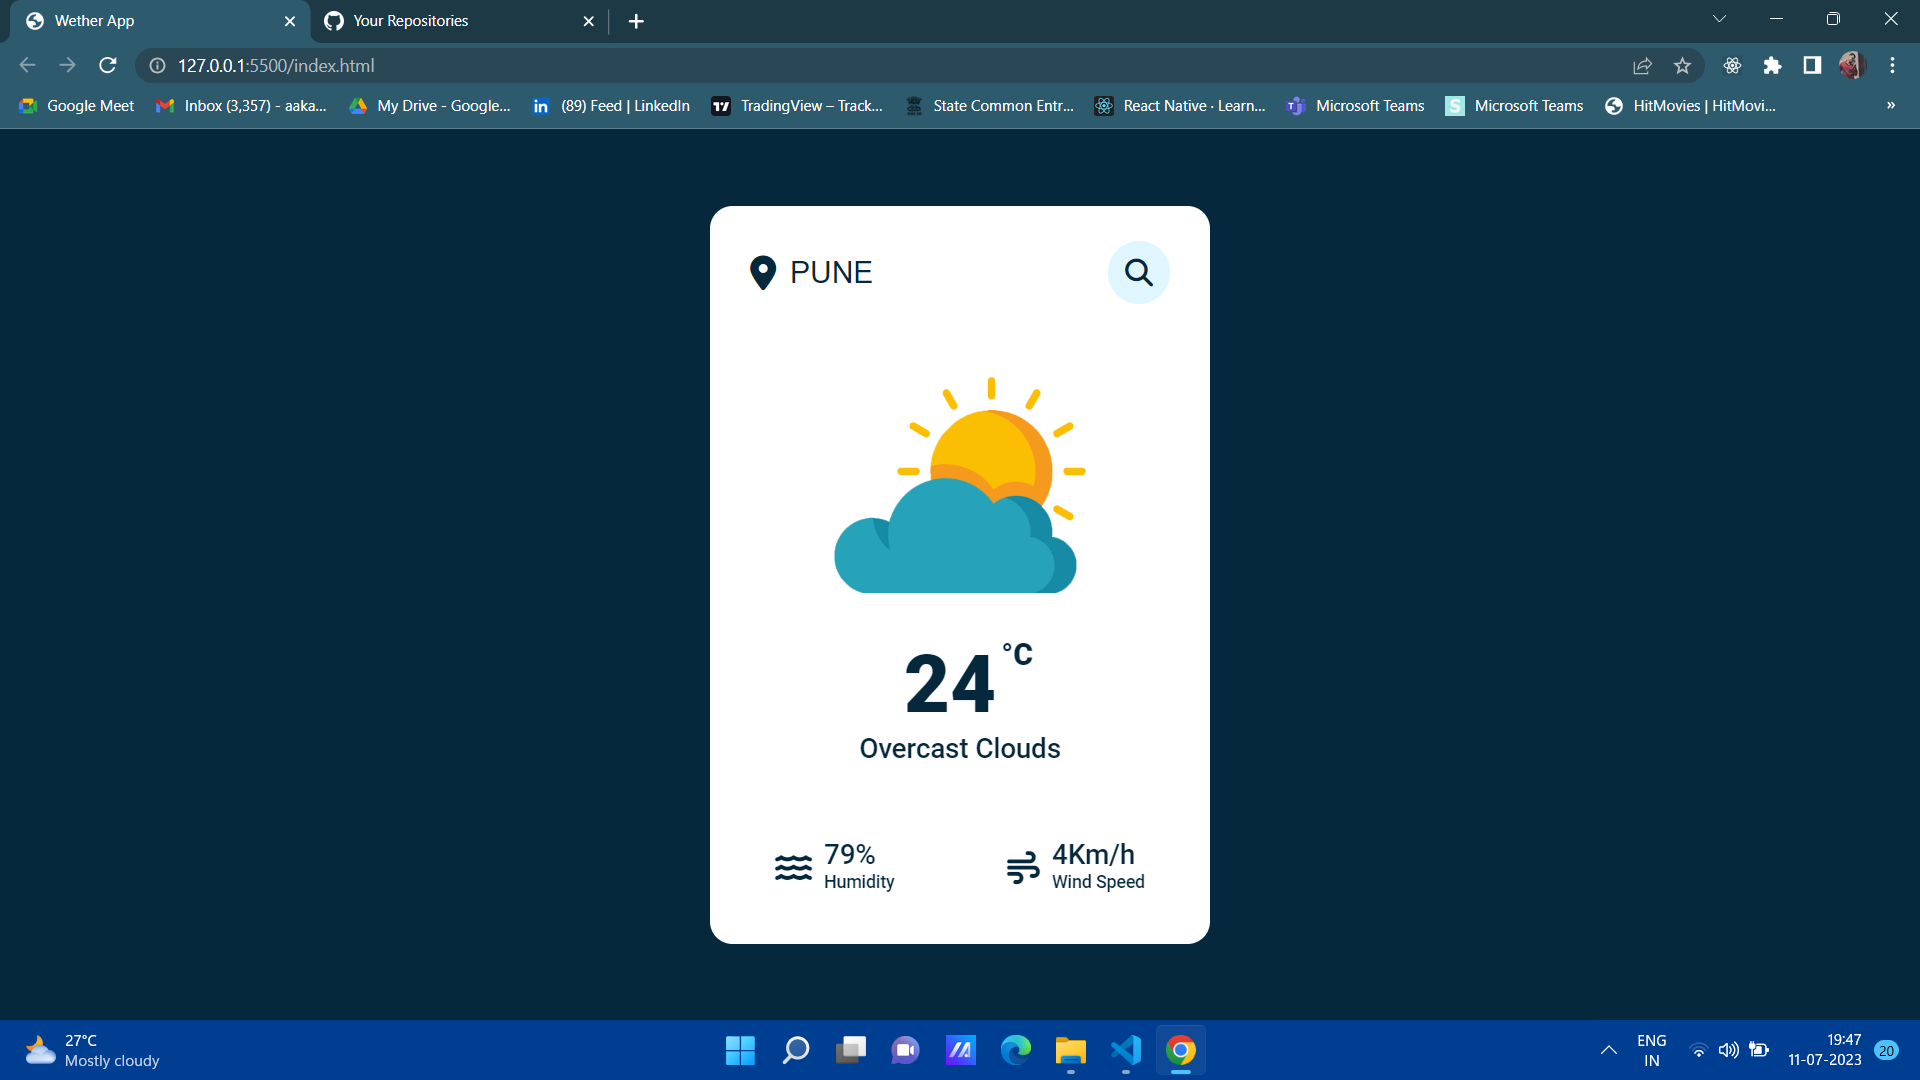 Wether App
Your Repositories
127.0.0.1:5500/index.html
Google Meet
Inbox (3,357) - aaka...
My Drive - Google...
in
(89) Feed | LinkedIn
TradingView – Track...
State Common Entr...
React Native · Learn...
Microsoft Teams
S
Microsoft Teams
HitMovies | HitMovi...
»
PUNE
24 °C
Overcast Clouds
79%
Humidity
4Km/h
Wind Speed
27°C
Mostly cloudy
ENG
IN
19:47
11-07-2023
20